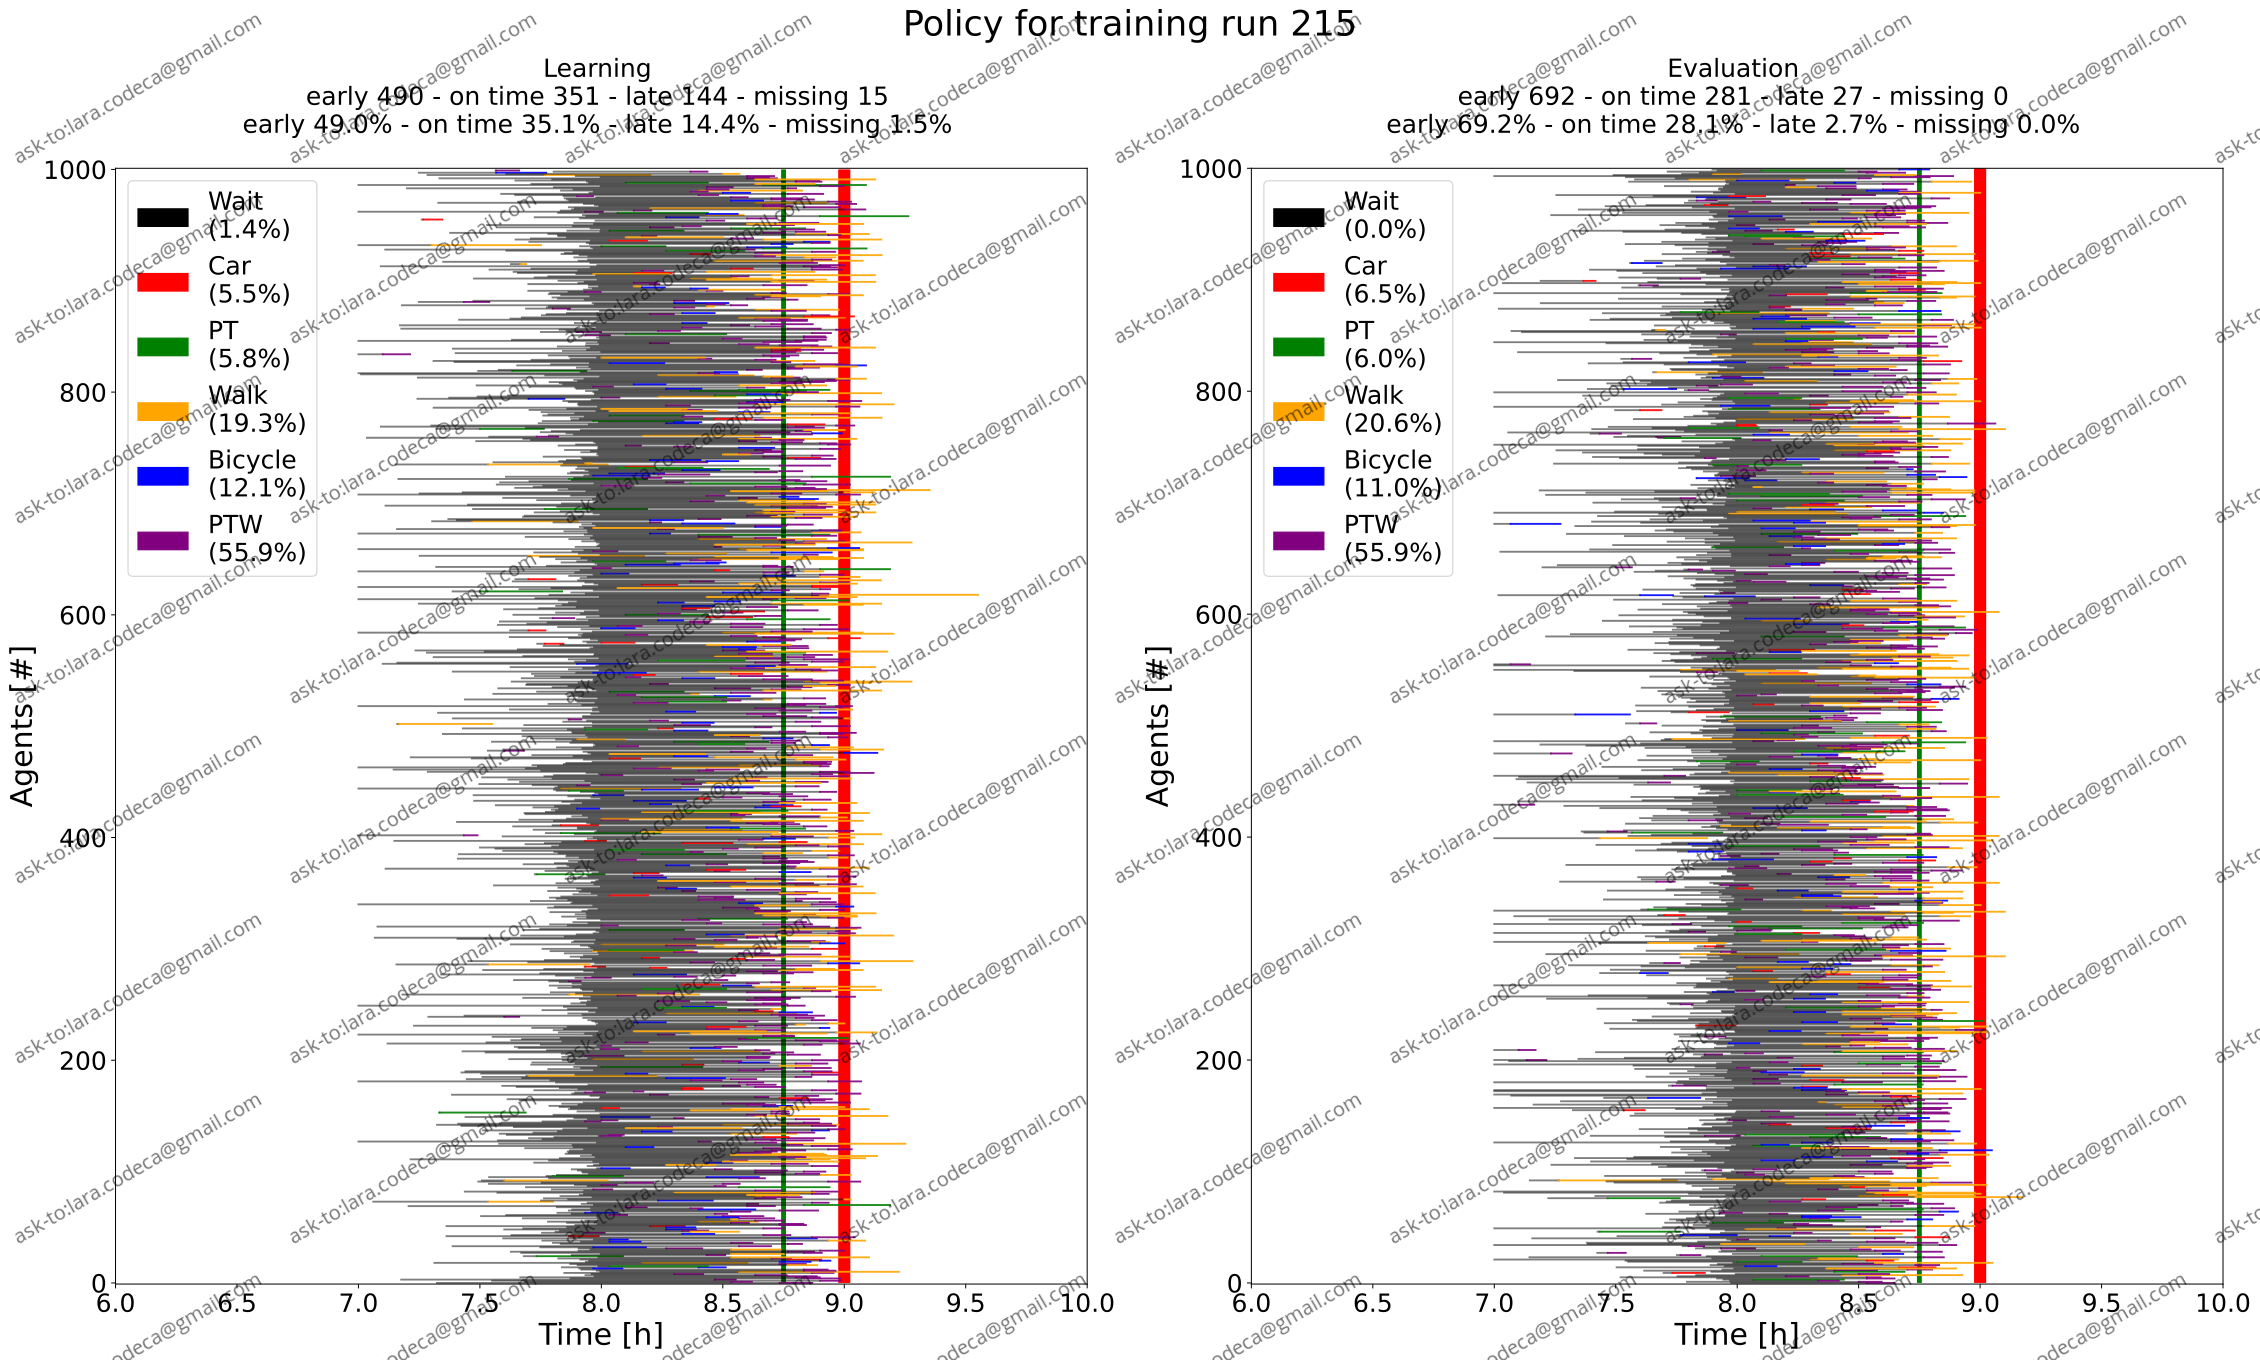 Policy for training run 215
Learning
early 490 - on time 351 - late 144 - missing 15
early 49.0% - on time 35.1% - late 14.4% - missing 1.5%
Evaluation
early 692 - on time 281 - late 27 - missing 0
early 69.2% - on time 28.1% - late 2.7% - missing 0.0%
Wait
(1.4%)
Car
(5.5%)
PT
(5.8%)
Walk
(19.3%)
Bicycle
(12.1%)
PTW
(55.9%)
Wait
(0.0%)
Car
(6.5%)
PT
(6.0%)
Walk
(20.6%)
Bicycle
(11.0%)
PTW
(55.9%)
1000
800
600
400
200
0
Agents [#]
6.0 6.5 7.0 7.5 8.0 8.5 9.0 9.5 10.0
Time [h]
1000
800
600
400
200
0
Agents [#]
6.0 6.5 7.0 7.5 8.0 8.5 9.0 9.5 10.0
Time [h]
ask-to:lara.codeca@gmail.com